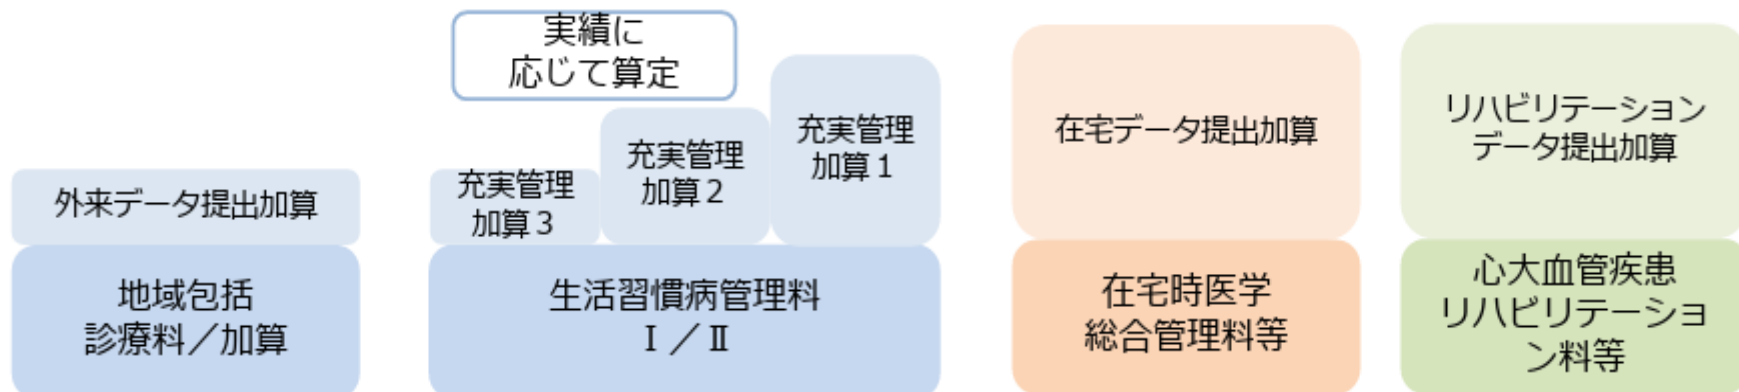 実績に
応じて算定
外来データ提出加算
充実管理
加算３
充実管理
加算２
充実管理
加算１
在宅データ提出加算
リハビリテーション
データ提出加算
地域包括
診療料／加算
生活習慣病管理料
Ⅰ／Ⅱ
在宅時医学
総合管理料等
心大血管疾患
リハビリテーショ
ン料等